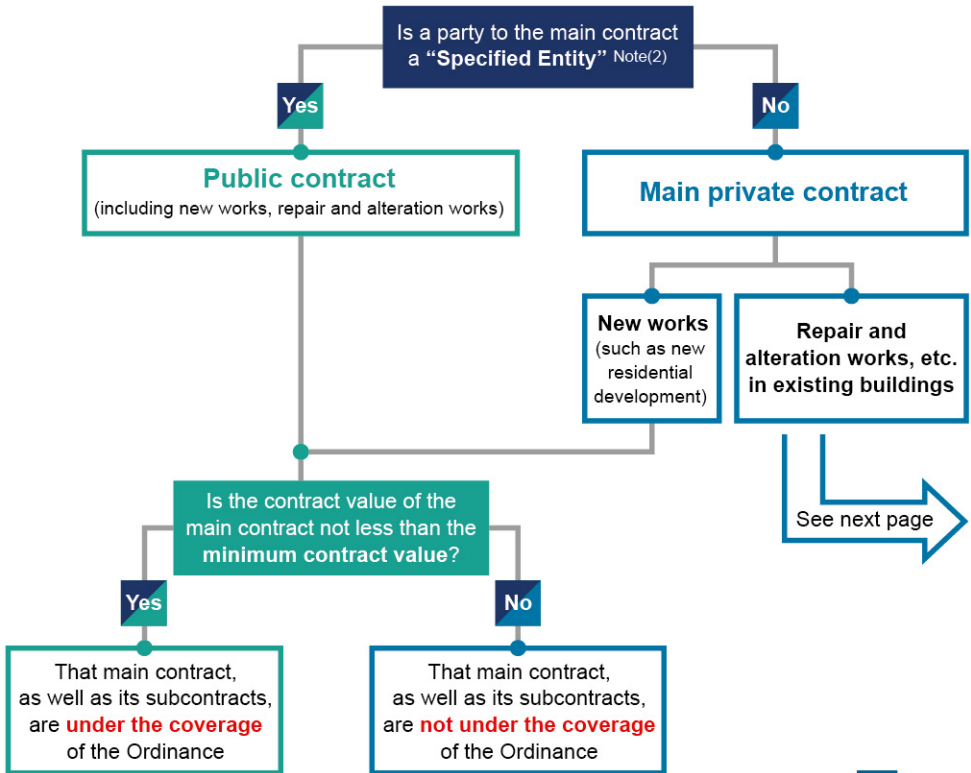 Is a party to the main contract
a “Specified Entity” Note(2)
Yes
No
Public contract
(including new works, repair and alteration works)
Main private contract
New works
(such as new
residential
development)
Repair and
alteration works, etc.
in existing buildings
See next page
Is the contract value of the
main contract not less than the
minimum contract value?
Yes
No
That main contract,
as well as its subcontracts,
are under the coverage
of the Ordinance
That main contract,
as well as its subcontracts,
are not under the coverage
of the Ordinance